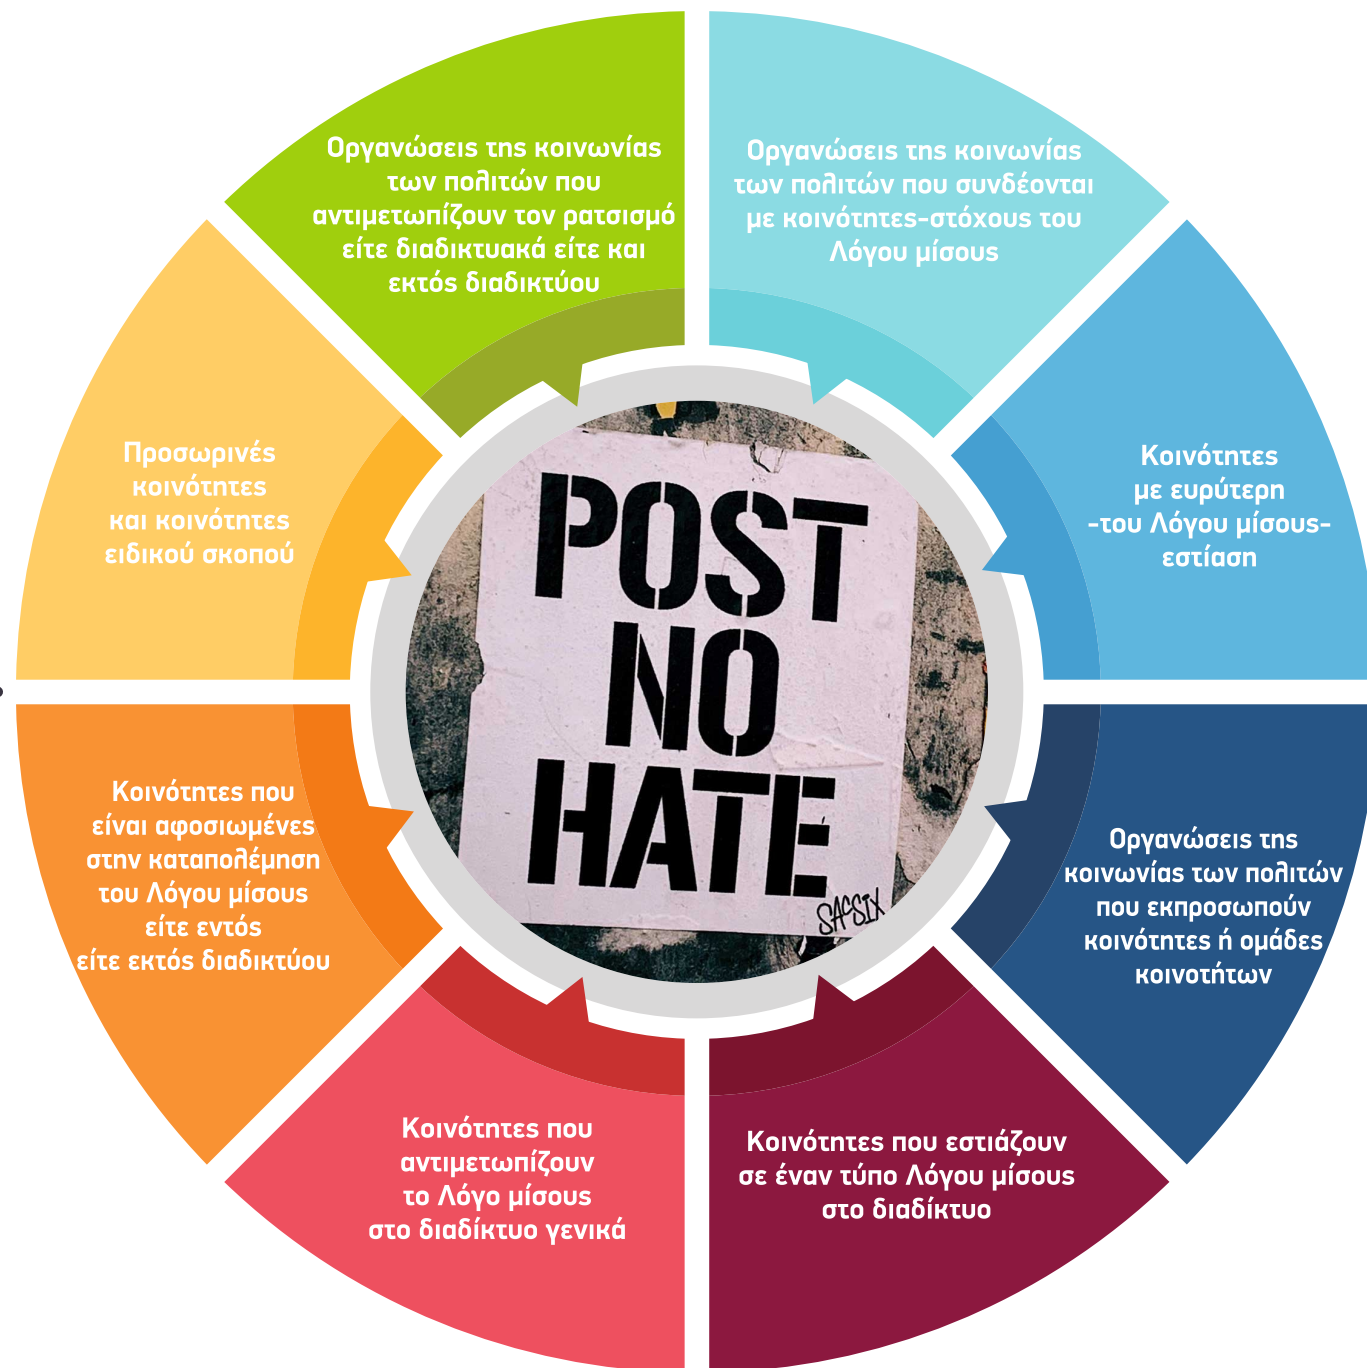 Οργανώσεις της κοινωνίας
των πολιτών που
αντιμετωπίζουν τον ρατσισμό
είτε διαδικτυακά είτε και
εκτός διαδικτύου
Οργανώσεις της κοινωνίας
των πολιτών που συνδέονται
με κοινότητες-στόχους του
Λόγου μίσους
Κοινότητες
με ευρύτερη
-του Λόγου μίσους-
εστίαση
Οργανώσεις της
κοινωνίας των πολιτών
που εκπροσωπούν
κοινότητες ή ομάδες
κοινοτήτων
Κοινότητες που εστιάζουν
σε έναν τύπο Λόγου μίσους
στο διαδίκτυο
Κοινότητες που
αντιμετωπίζουν
το Λόγο μίσους
στο διαδίκτυο γενικά
Κοινότητες που
είναι αφοσιωμένες
στην καταπολέμηση
του Λόγου μίσους
είτε εντός
είτε εκτός διαδικτύου
Προσωρινές
κοινότητες
και κοινότητες
ειδικού σκοπού
POST
NO
HATE
SACSIX